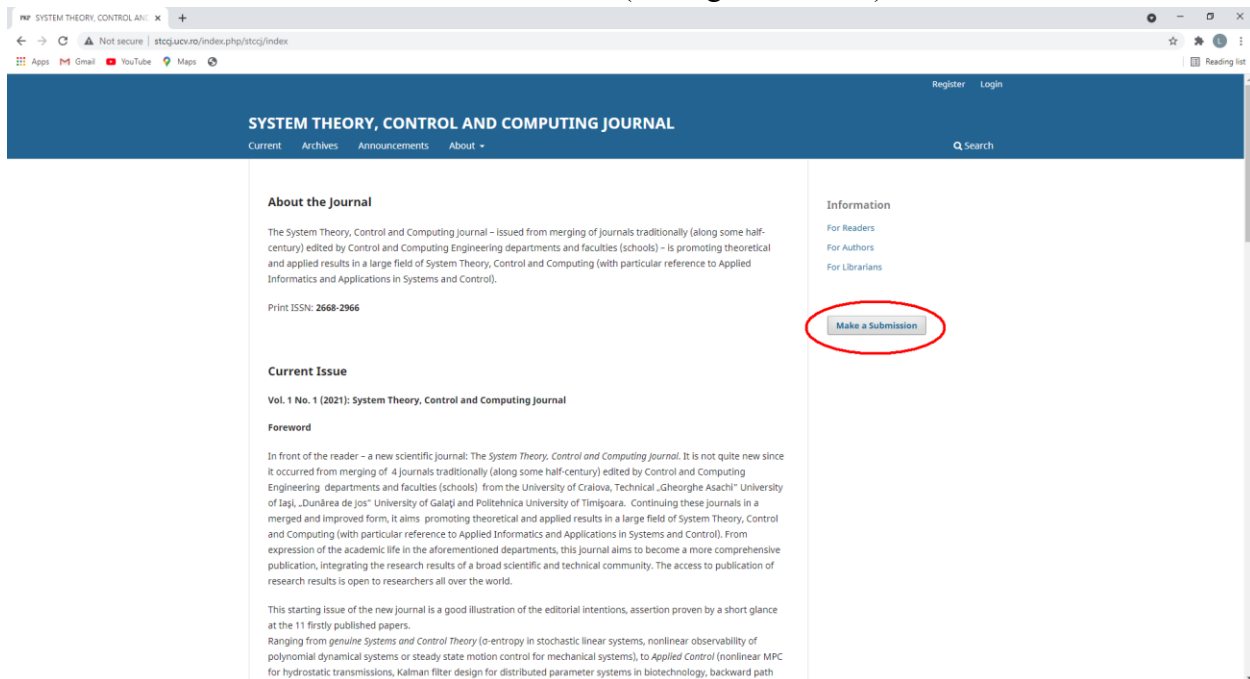 SYSTEM THEORY, CONTROL AND
Not secure | stccj.ucv.ro/index.php/stccj/index
Apps Gmail YouTube Maps Reading list
Register Login
SYSTEM THEORY, CONTROL AND COMPUTING JOURNAL
Current Archives Announcements About Search
About the Journal
The System Theory, Control and Computing Journal – issued from merging of journals traditionally (along some half-
century) edited by Control and Computing Engineering departments and faculties (schools) – is promoting theoretical
and applied results in a large field of System Theory, Control and Computing (with particular reference to Applied
Informatics and Applications in Systems and Control).
Print ISSN: 2668-2966
Current Issue
Vol. 1 No. 1 (2021): System Theory, Control and Computing Journal
Foreword
In front of the reader – a new scientific journal: The System Theory, Control and Computing Journal. It is not quite new since
it occurred from merging of 4 journals traditionally (along some half-century) edited by Control and Computing
Engineering departments and faculties (schools) from the University of Craiova, Technical „Gheorghe Asachi" University
of Iaşi, „Dunărea de Jos" University of Galaţi and Politehnica University of Timişoara. Continuing these journals in a
merged and improved form, it aims promoting theoretical and applied results in a large field of System Theory, Control
and Computing (with particular reference to Applied Informatics and Applications in Systems and Control). From
expression of the academic life in the aforementioned departments, this journal aims to become a more comprehensive
publication, integrating the research results of a broad scientific and technical community. The access to publication of
research results is open to researchers all over the world.
This starting issue of the new journal is a good illustration of the editorial intentions, assertion proven by a short glance
at the 11 firstly published papers.
Ranging from genuine Systems and Control Theory (σ-entropy in stochastic linear systems, nonlinear observability of
polynomial dynamical systems or steady state motion control for mechanical systems), to Applied Control (nonlinear MPC
for hydrostatic transmissions, Kalman filter design for distributed parameter systems in biotechnology, backward path
Information
For Readers
For Authors
For Librarians
Make a Submission